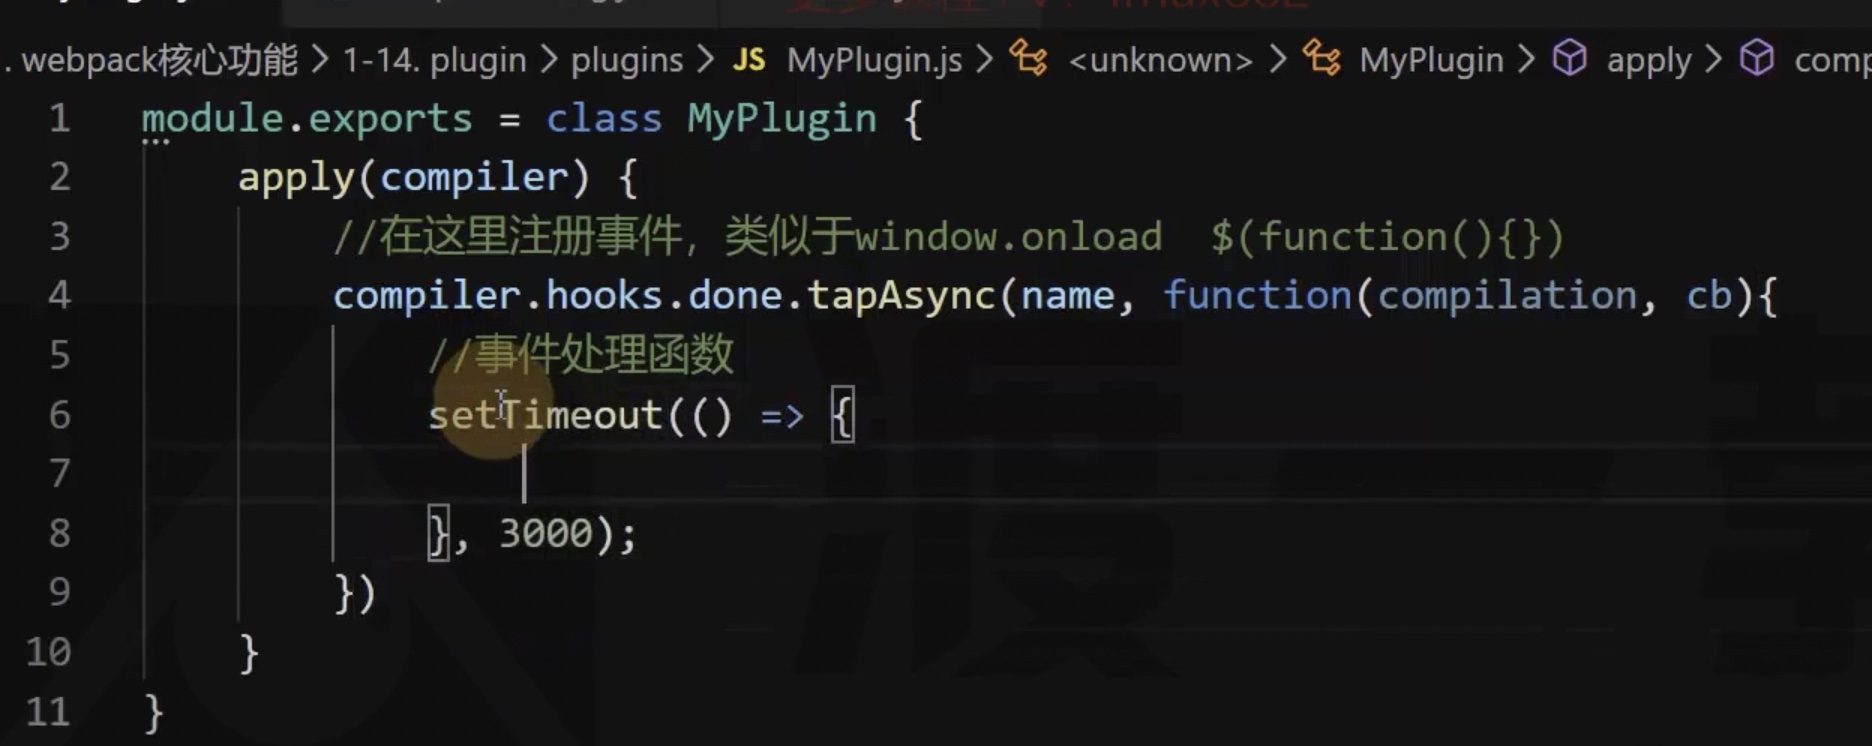 . webpack核心功能 > 1-14. plugin > plugins > JS MyPlugin.js > <unknown> > MyPlugin > apply > comp
1 module.exports = class MyPlugin {
2 apply(compiler) {
3 //在这里注册事件，类似于window.onload $(function(){})
4 compiler.hooks.done.tapAsync(name, function(compilation, cb){
5 //事件处理函数
6 setTimeout(() => {
7
8 }, 3000);
9 })
10 }
11 }